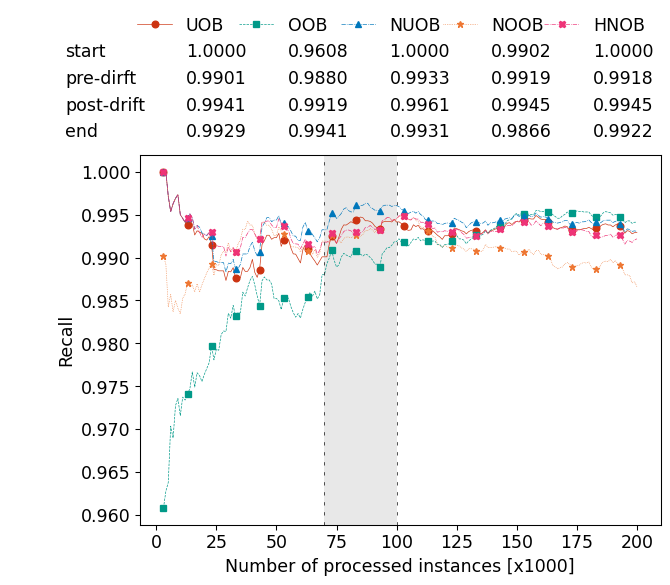 UOB OOB NUOB NOOB HNOB
start 1.0000 0.9608 1.0000 0.9902 1.0000
pre-dirft 0.9901 0.9880 0.9933 0.9919 0.9918
post-drift 0.9941 0.9919 0.9961 0.9945 0.9945
end 0.9929 0.9941 0.9931 0.9866 0.9922
1.000
0.995
0.990
0.985
0.980
0.975
0.970
0.965
0.960
Recall
0 25 50 75 100 125 150 175 200
Number of processed instances [x1000]